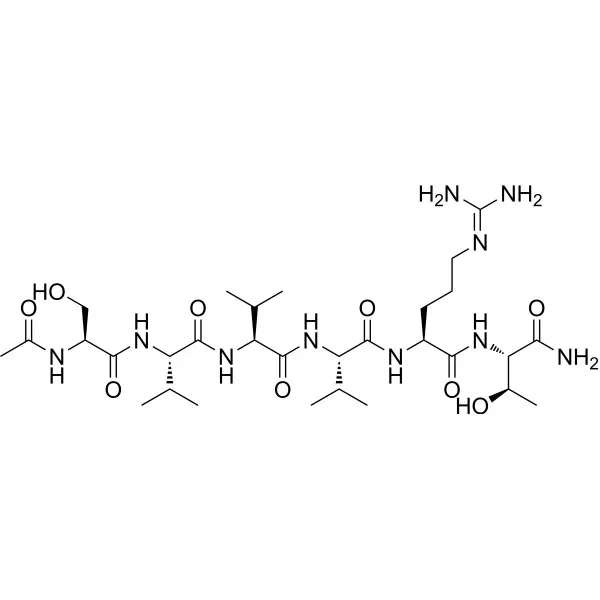 H₂N NH₂
N
HO O O H O
O H H H N NH₂
N N N
N O N O N O HO
H H H